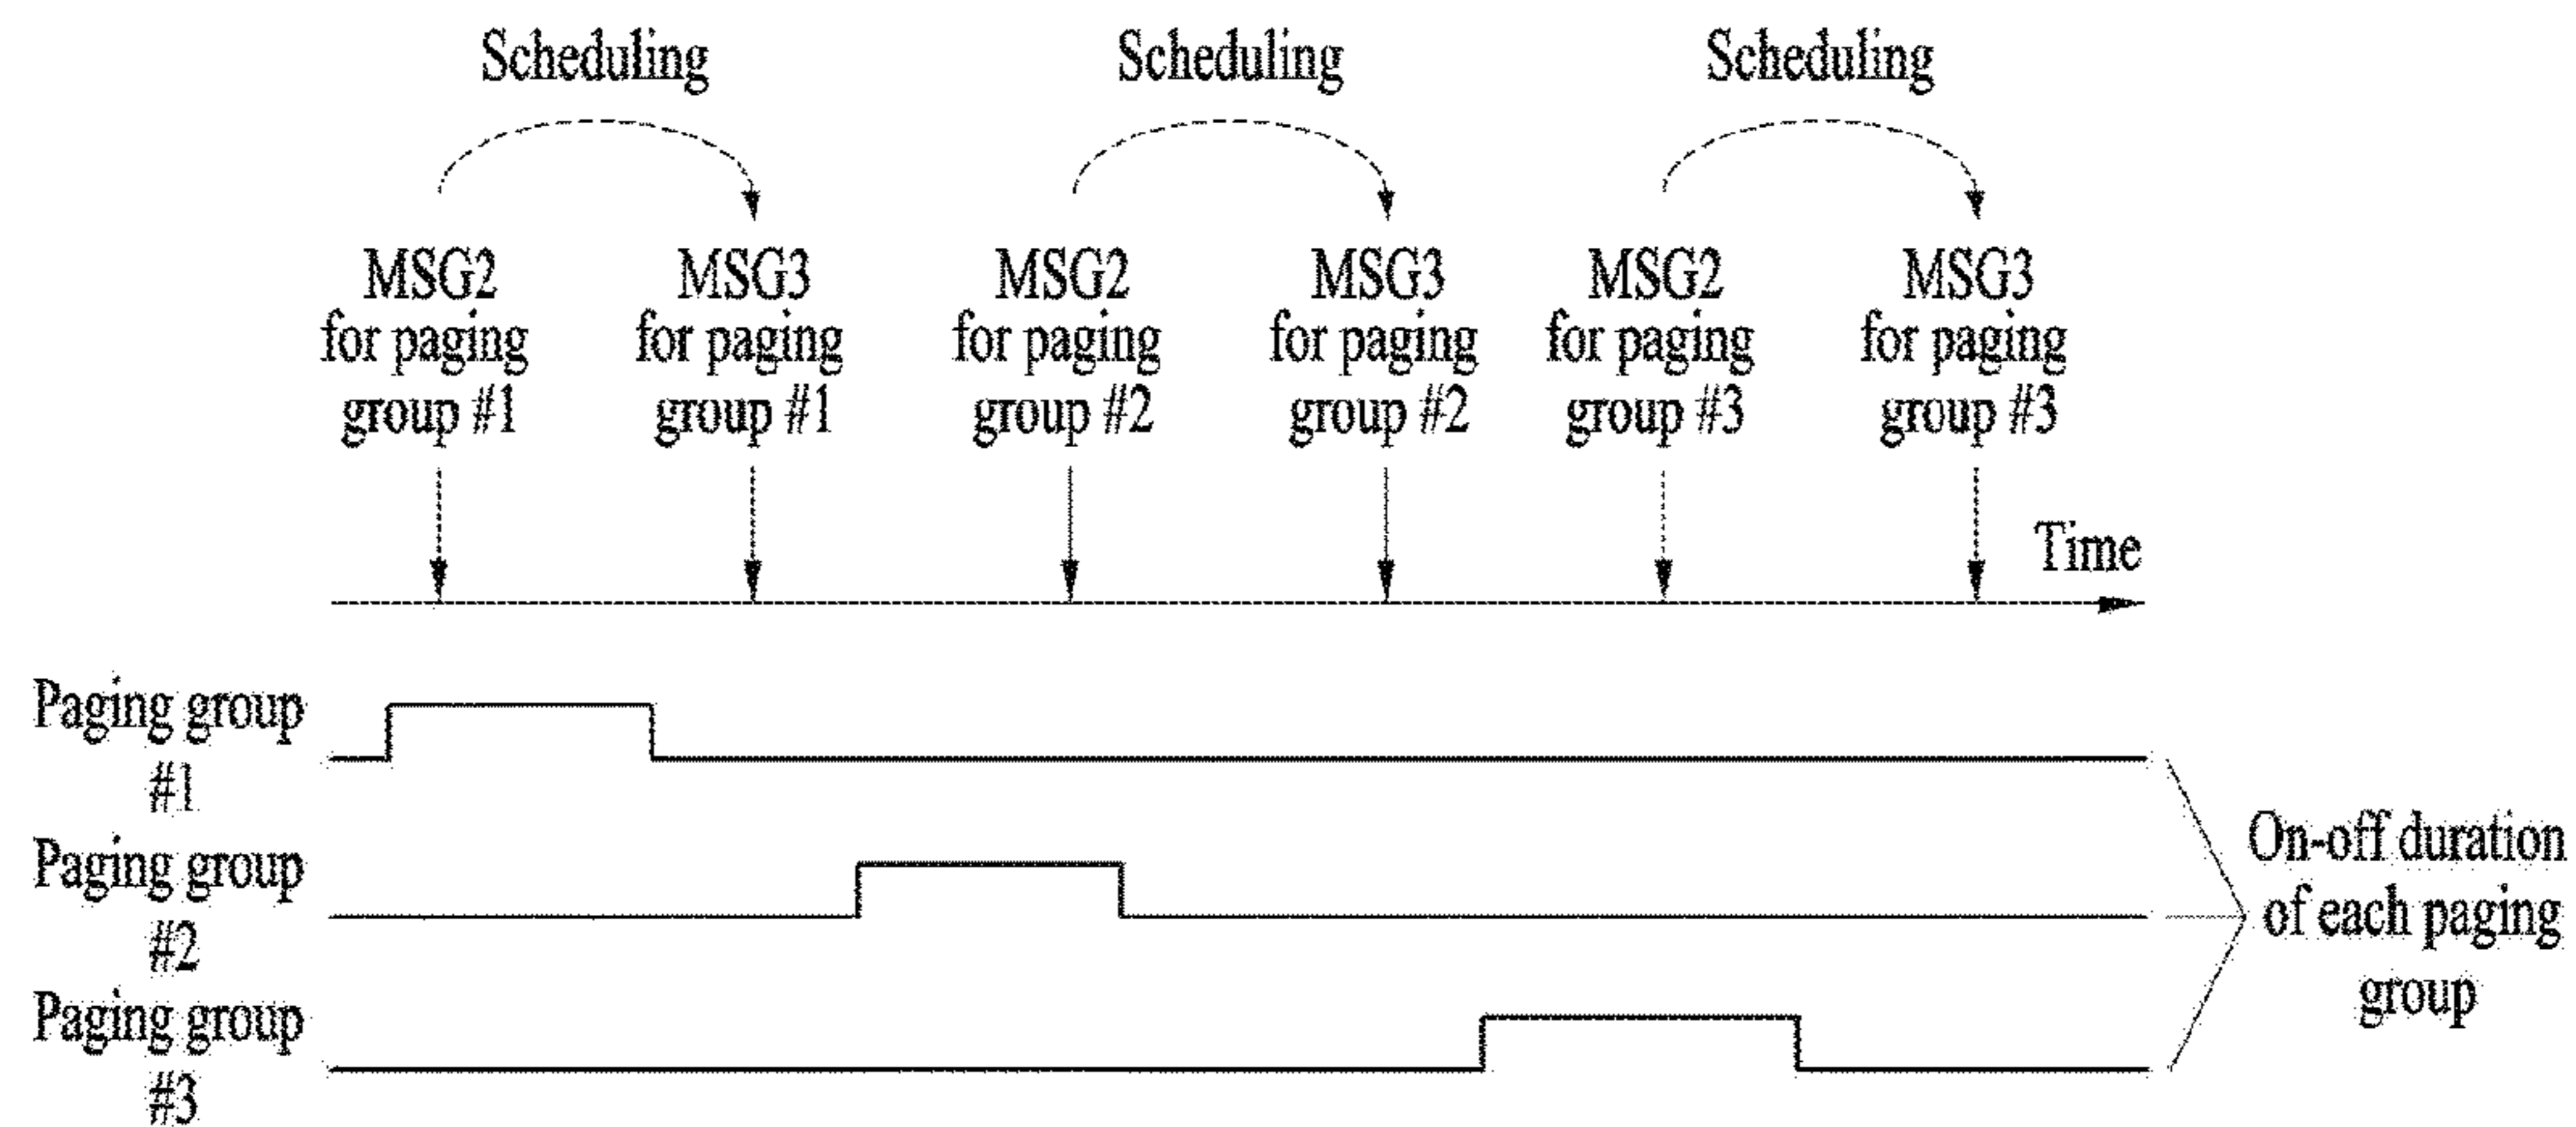 Scheduling
Scheduling
Scheduling
MSG2
for paging
group #1
MSG3
for paging
group #1
MSG2
for paging
group #2
MSG3
for paging
group #2
MSG2
for paging
group #3
MSG3
for paging
group #3
Time
Paging group
#1
Paging group
#2
Paging group
#3
On-off duration
of each paging
group